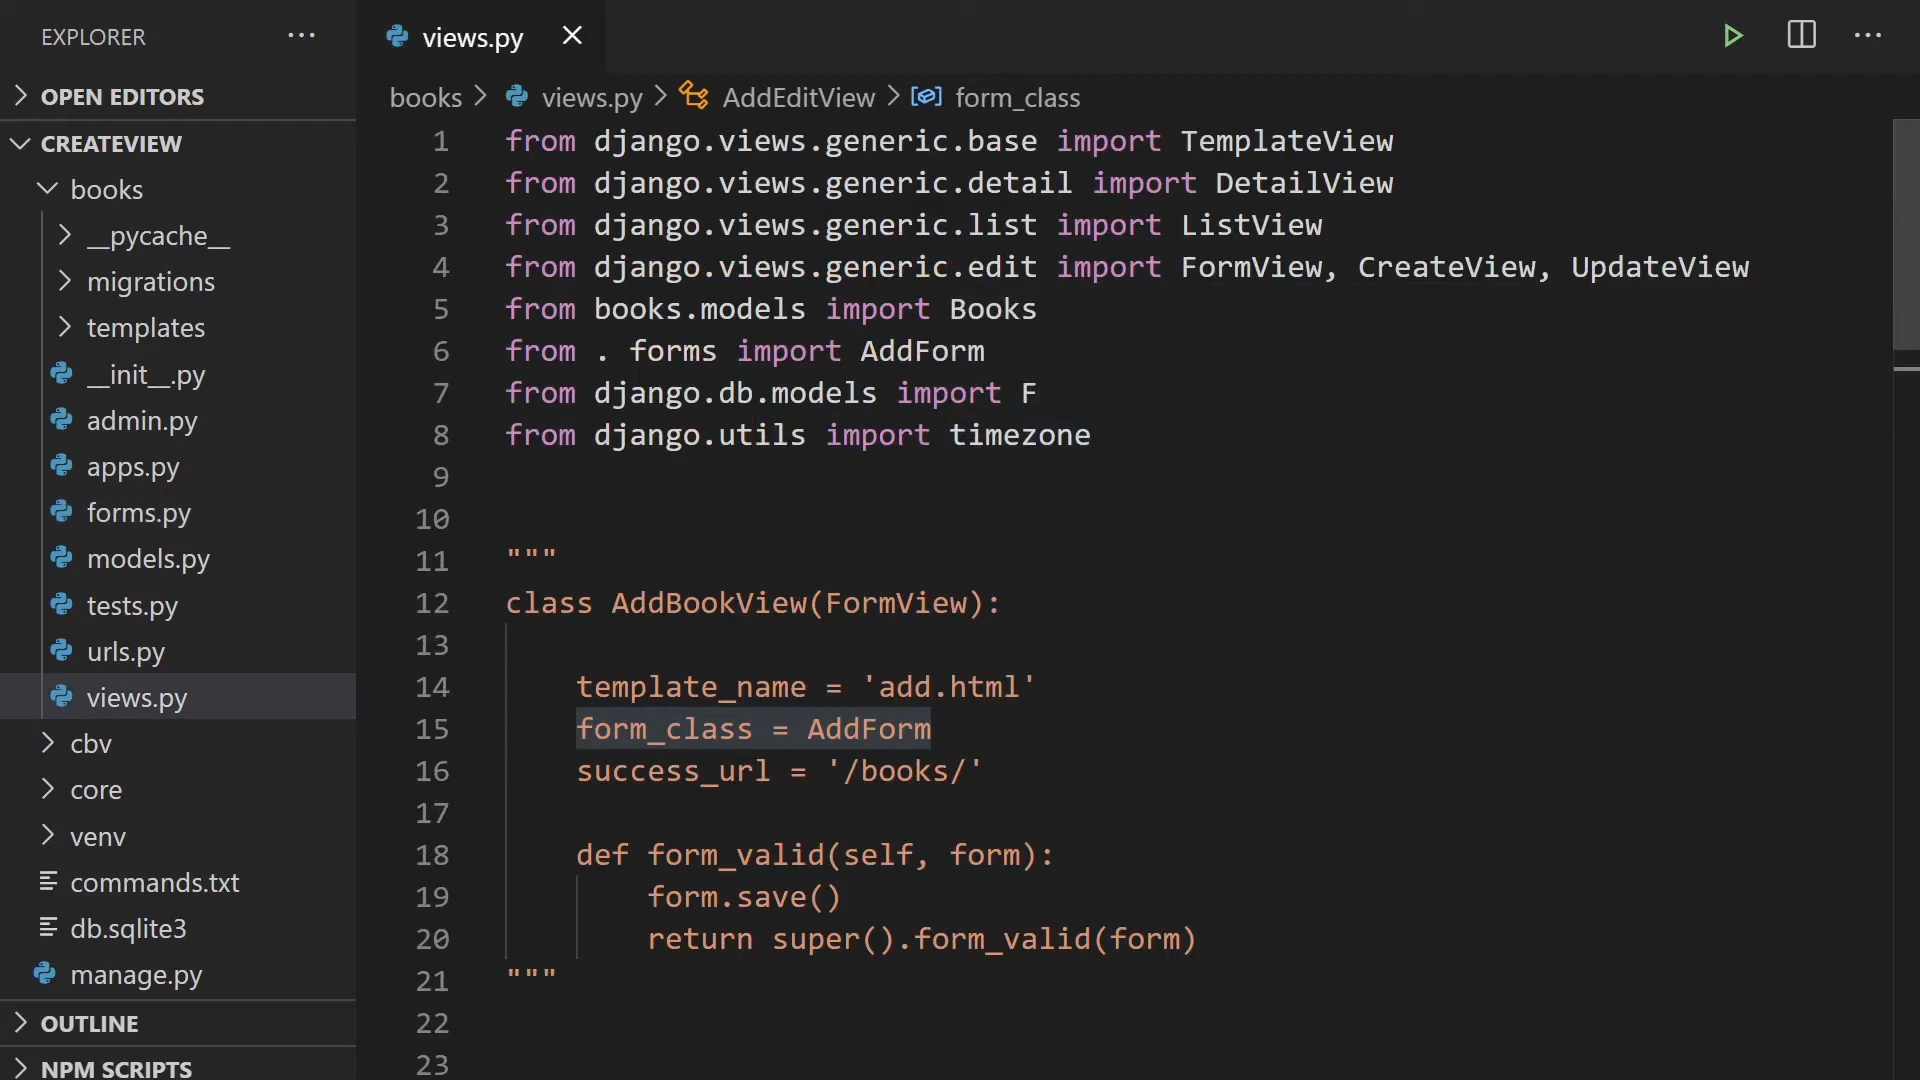 EXPLORER
OPEN EDITORS
CREATEVIEW
books
__pycache__
migrations
templates
__init__.py
admin.py
apps.py
forms.py
models.py
tests.py
urls.py
views.py
cbv
core
venv
commands.txt
db.sqlite3
manage.py
OUTLINE
NPM SCRIPTS
views.py
books > views.py > AddEditView > form_class
1 from django.views.generic.base import TemplateView
2 from django.views.generic.detail import DetailView
3 from django.views.generic.list import ListView
4 from django.views.generic.edit import FormView, CreateView, UpdateView
5 from books.models import Books
6 from . forms import AddForm
7 from django.db.models import F
8 from django.utils import timezone
9
10
11 """
12 class AddBookView(FormView):
13
14     template_name = 'add.html'
15     form_class = AddForm
16     success_url = '/books/'
17
18     def form_valid(self, form):
19         form.save()
20         return super().form_valid(form)
21 """
22
23